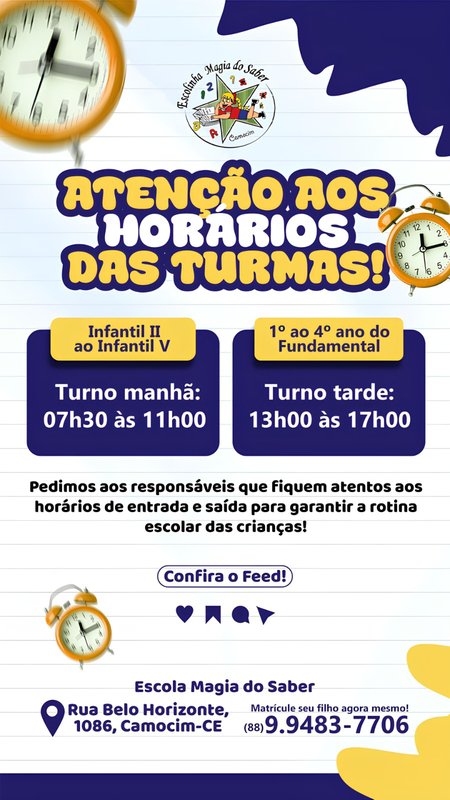 Escolinha Magia do Saber
Camocim
ATENÇÃO AOS
HORÁRIOS
DAS TURMAS!
Infantil II
ao Infantil V
Turno manhã:
07h30 às 11h00
1º ao 4º ano do
Fundamental
Turno tarde:
13h00 às 17h00
Pedimos aos responsáveis que fiquem atentos aos
horários de entrada e saída para garantir a rotina
escolar das crianças!
Confira o Feed!
Escola Magia do Saber
Rua Belo Horizonte,
1086, Camocim-CE
Matrícule seu filho agora mesmo!
(88)9.9483-7706